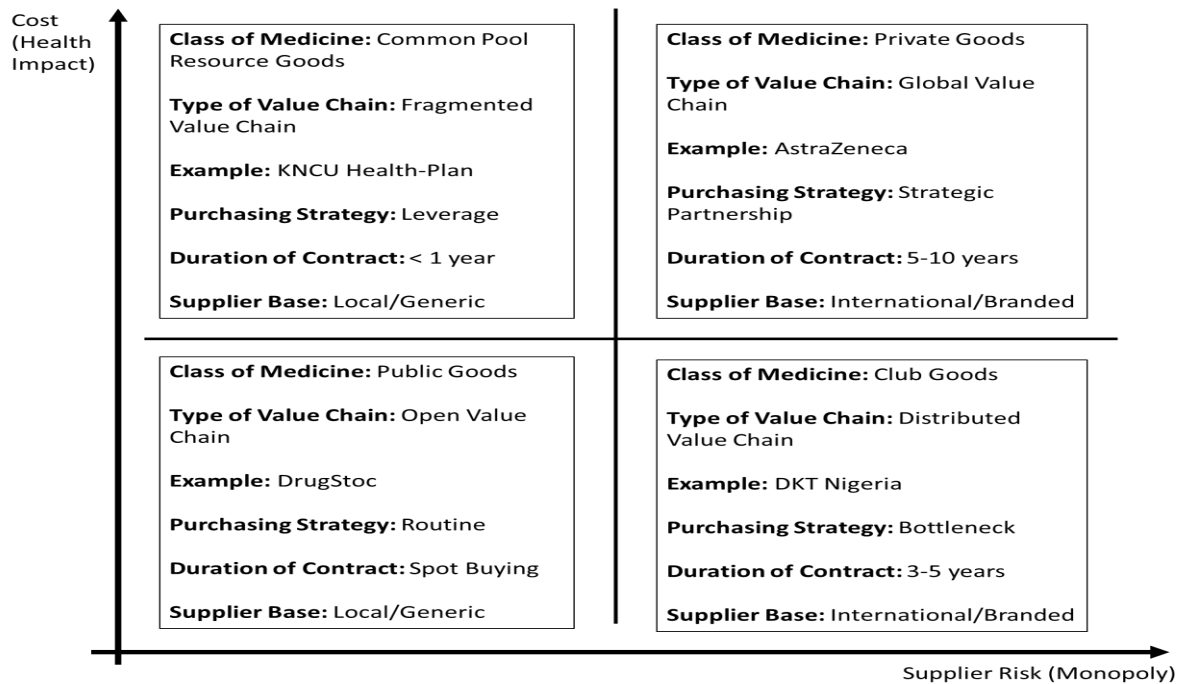 Cost
(Health
Impact)
Class of Medicine: Common Pool
Resource Goods
Type of Value Chain: Fragmented
Value Chain
Example: KNCU Health-Plan
Purchasing Strategy: Leverage
Duration of Contract: < 1 year
Supplier Base: Local/Generic
Class of Medicine: Private Goods
Type of Value Chain: Global Value
Chain
Example: AstraZeneca
Purchasing Strategy: Strategic
Partnership
Duration of Contract: 5-10 years
Supplier Base: International/Branded
Class of Medicine: Public Goods
Type of Value Chain: Open Value
Chain
Example: DrugStoc
Purchasing Strategy: Routine
Duration of Contract: Spot Buying
Supplier Base: Local/Generic
Class of Medicine: Club Goods
Type of Value Chain: Distributed
Value Chain
Example: DKT Nigeria
Purchasing Strategy: Bottleneck
Duration of Contract: 3-5 years
Supplier Base: International/Branded
Supplier Risk (Monopoly)